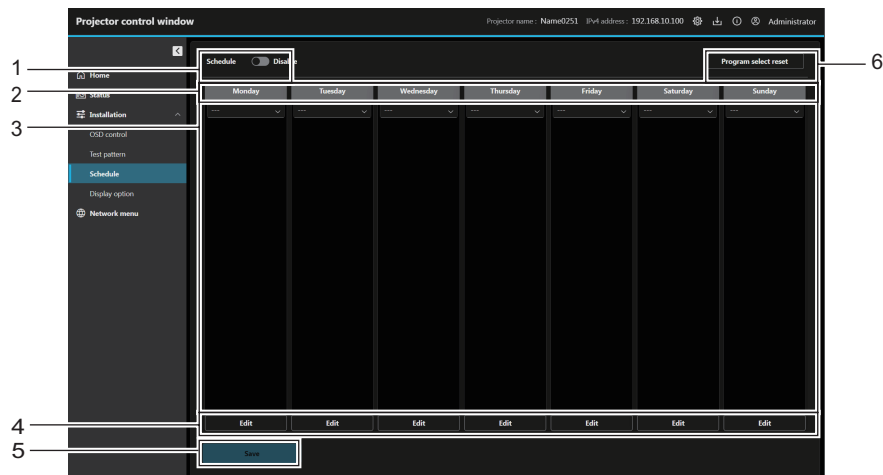 Projector control window Projector name : Name0251 IPv4 address : 192.168.10.100 Administrator
1 Schedule Disable Program select reset 6
Home
2 Status Monday Tuesday Wednesday Thursday Friday Saturday Sunday
3 Installation --- --- --- --- --- --- ---
OSD control
Test pattern
Schedule
Display option
Network menu
4 Edit Edit Edit Edit Edit Edit Edit
5 Save